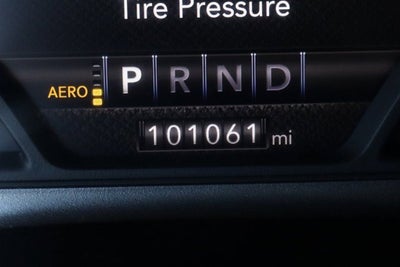 Tire Pressure
AERO P R N D
101061 mi